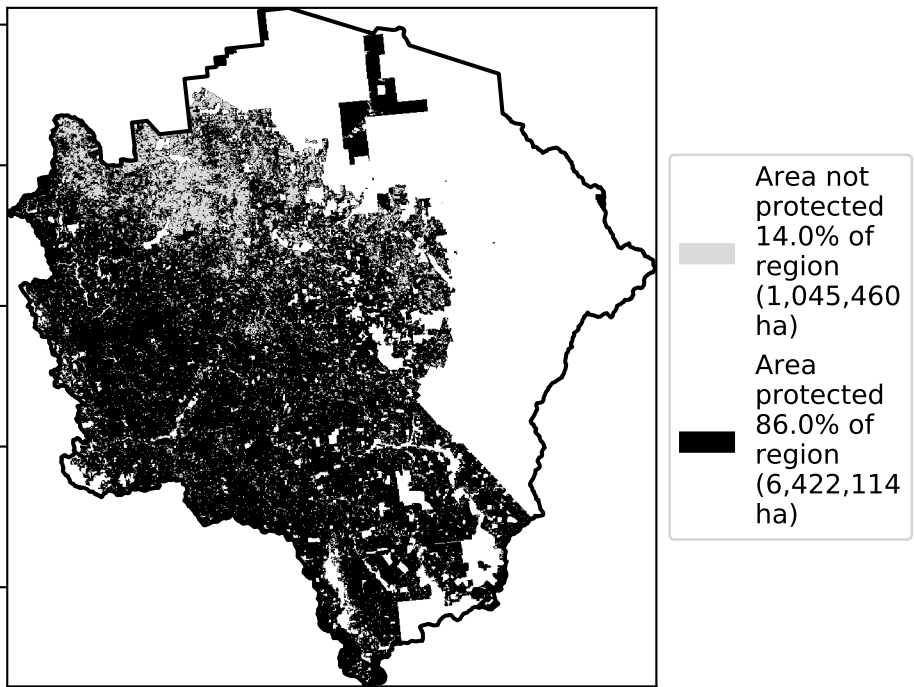 Area not
protected
14.0% of
region
(1,045,460
ha)
Area
protected
86.0% of
region
(6,422,114
ha)